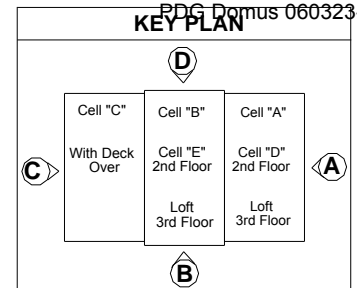 PDG Domus 060323
KEY PLAN
D
Cell "C"
With Deck
Over
Cell "B"
Cell "E"
2nd Floor
Loft
3rd Floor
Cell "A"
Cell "D"
2nd Floor
Loft
3rd Floor
C
A
B